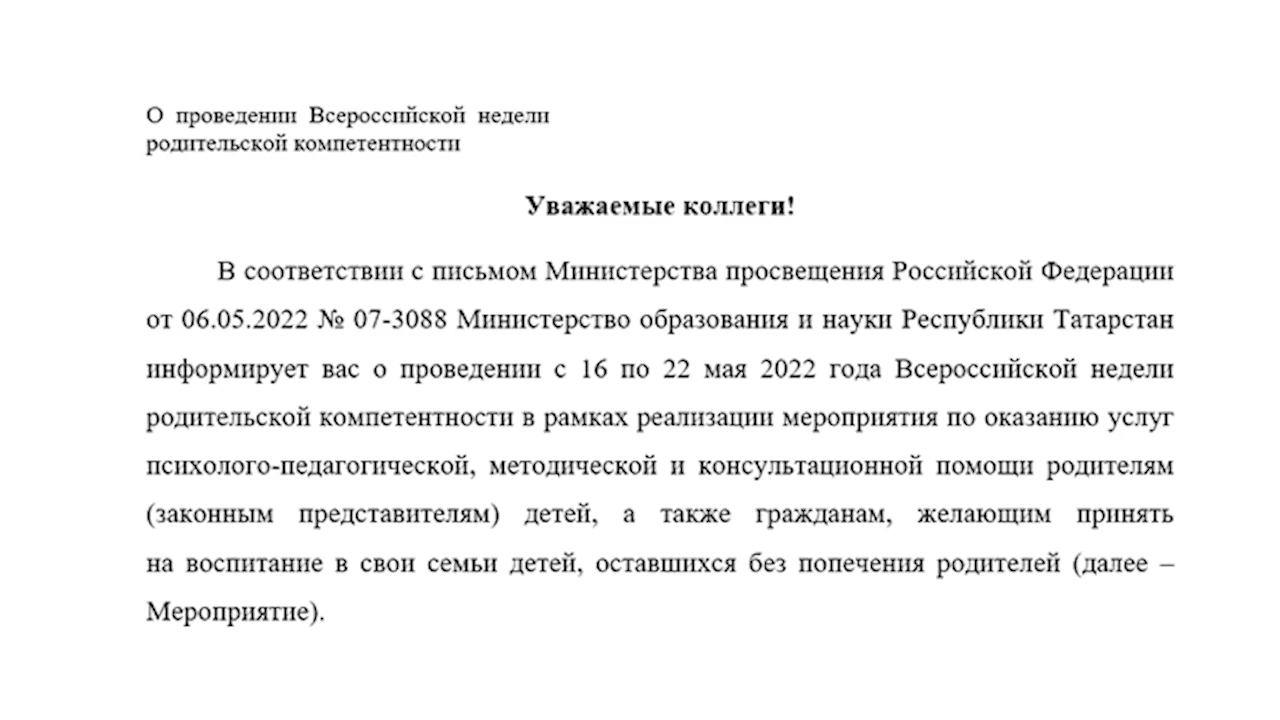 О проведении Всероссийской недели
родительской компетентности
Уважаемые коллеги!
В соответствии с письмом Министерства просвещения Российской Федерации
от 06.05.2022 № 07-3088 Министерство образования и науки Республики Татарстан
информирует вас о проведении с 16 по 22 мая 2022 года Всероссийской недели
родительской компетентности в рамках реализации мероприятия по оказанию услуг
психолого-педагогической, методической и консультационной помощи родителям
(законным представителям) детей, а также гражданам, желающим принять
на воспитание в свои семьи детей, оставшихся без попечения родителей (далее –
Мероприятие).